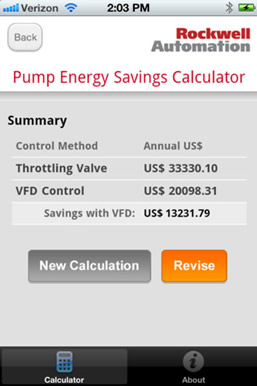 Verizon 2:03 PM
Back
Rockwell
Automation
Pump Energy Savings Calculator
Summary
Control Method Annual US$
Throttling Valve US$ 33330.10
VFD Control US$ 20098.31
Savings with VFD: US$ 13231.79
New Calculation Revise
Calculator About